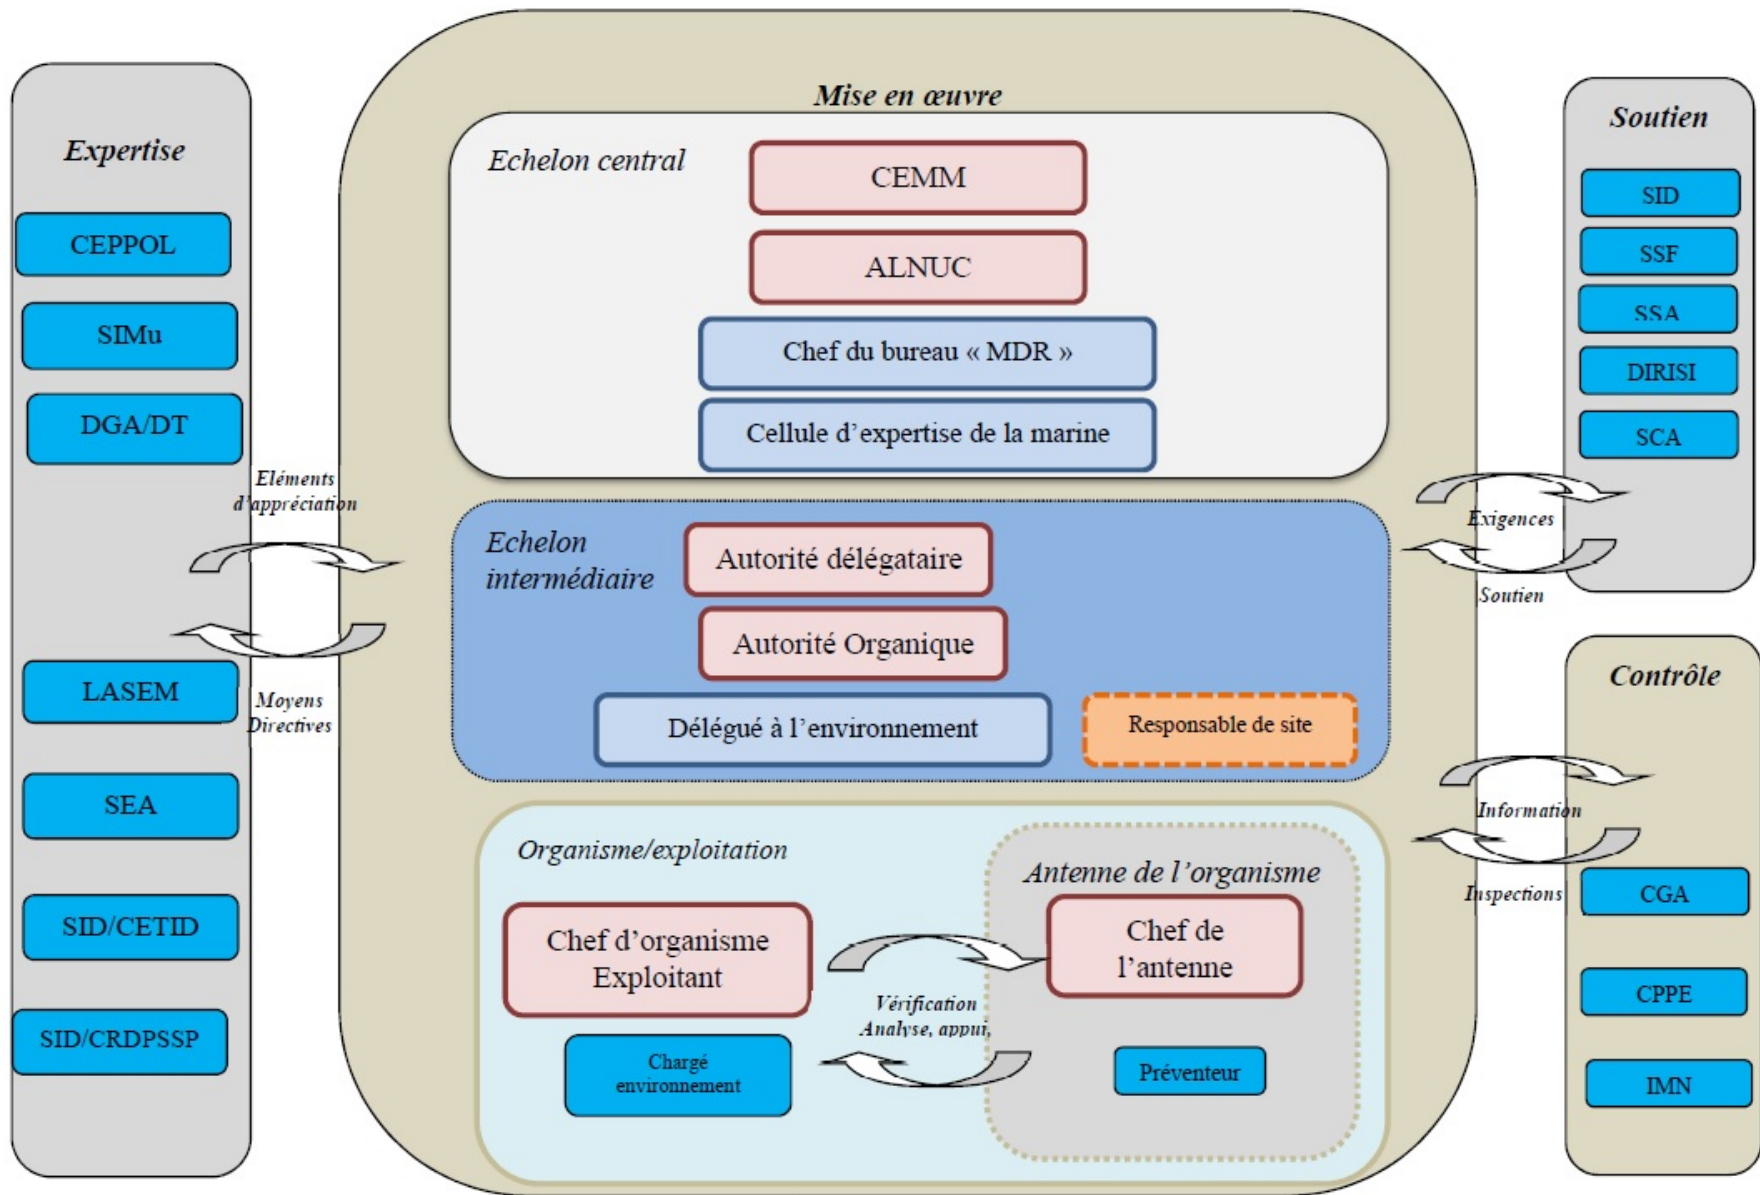 Expertise
CEPPOL
SIMu
DGA/DT
Eléments
d'appréciation
Moyens
Directives
LASEM
SEA
SID/CETID
SID/CRDPSSP
Mise en œuvre
Echelon central
CEMM
ALNUC
Chef du bureau « MDR »
Cellule d'expertise de la marine
Echelon
intermédiaire
Autorité délégataire
Autorité Organique
Délégué à l'environnement
Responsable de site
Organisme/exploitation
Chef d'organisme
Exploitant
Chargé
environnement
Vérification
Analyse, appui,
Antenne de l'organisme
Chef de
l'antenne
Préventeur
Soutien
SID
SSF
SSA
DIRISI
SCA
Exigences
Soutien
Contrôle
Information
Inspections
CGA
CPPE
IMN